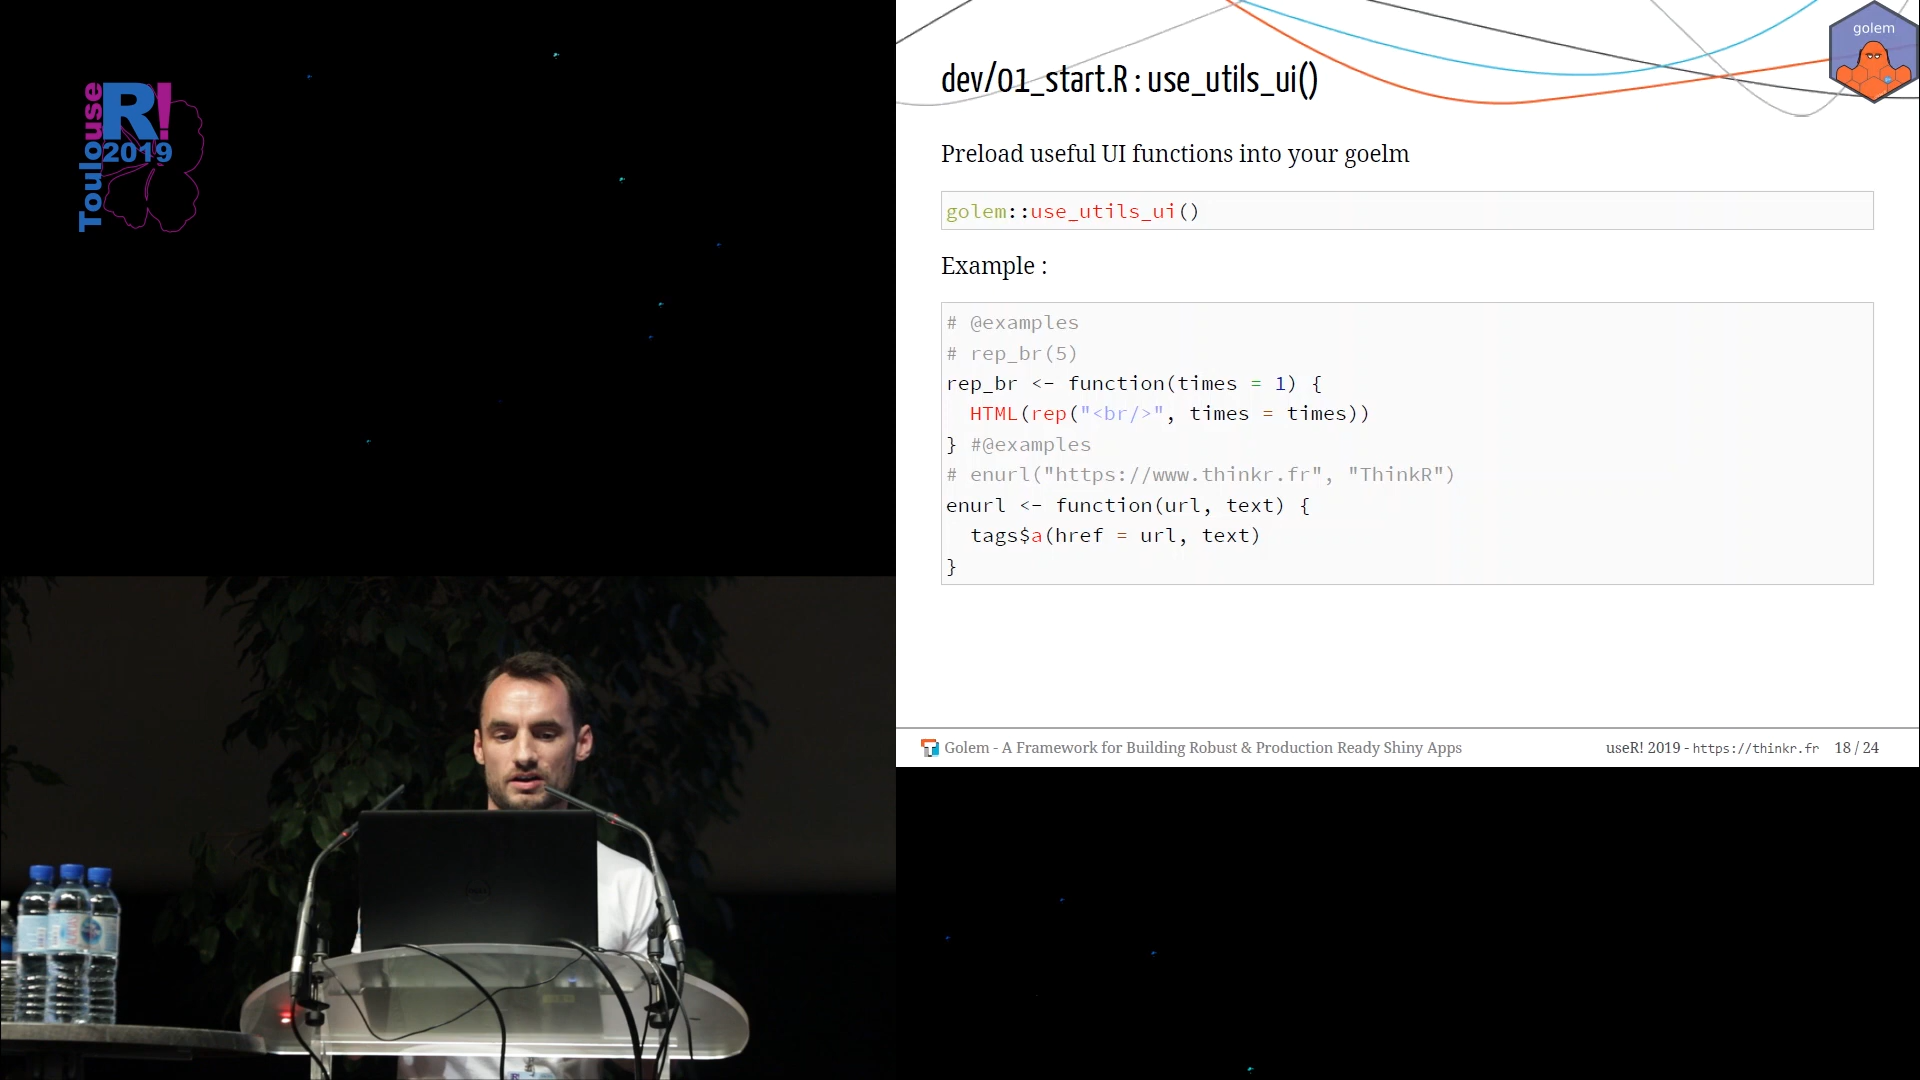 Toulouse
R!
2019
golem
dev/01_start.R : use_utils_ui()
Preload useful UI functions into your goelm
golem::use_utils_ui()
Example :
# @examples
# rep_br(5)
rep_br <- function(times = 1) {
  HTML(rep("<br/>", times = times))
} #@examples
# enurl("https://www.thinkr.fr", "ThinkR")
enurl <- function(url, text) {
  tags$a(href = url, text)
}
Golem - A Framework for Building Robust & Production Ready Shiny Apps
useR! 2019 - https://thinkr.fr 18 / 24